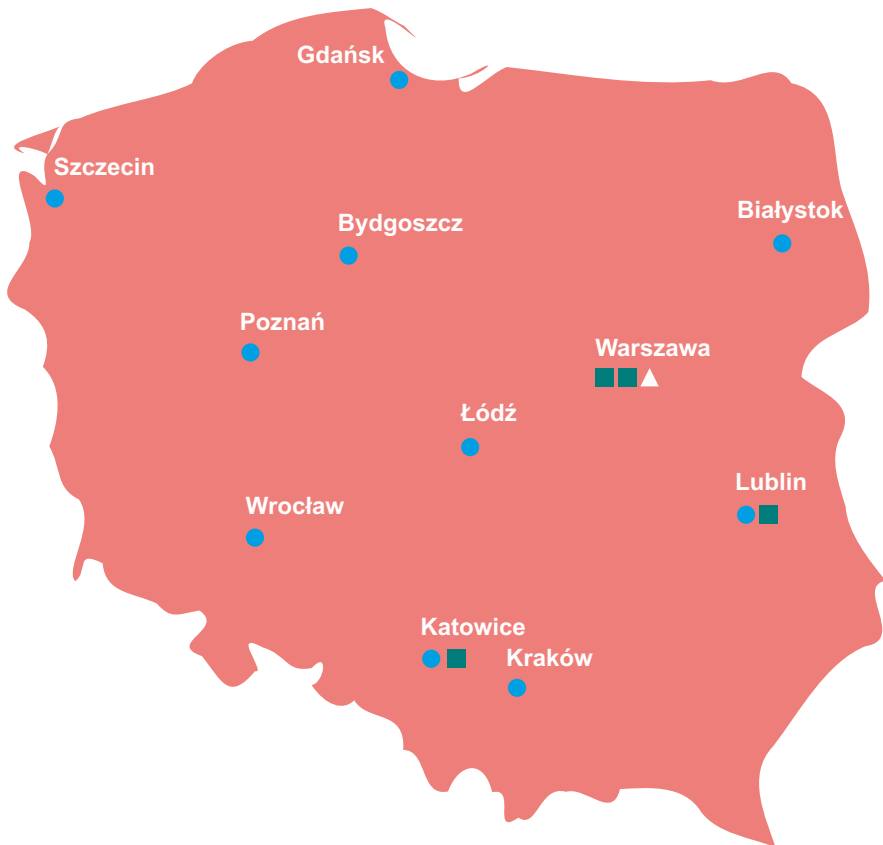 Gdańsk
Szczecin
Białystok
Bydgoszcz
Poznań
Warszawa
Łódź
Lublin
Wrocław
Katowice
Kraków